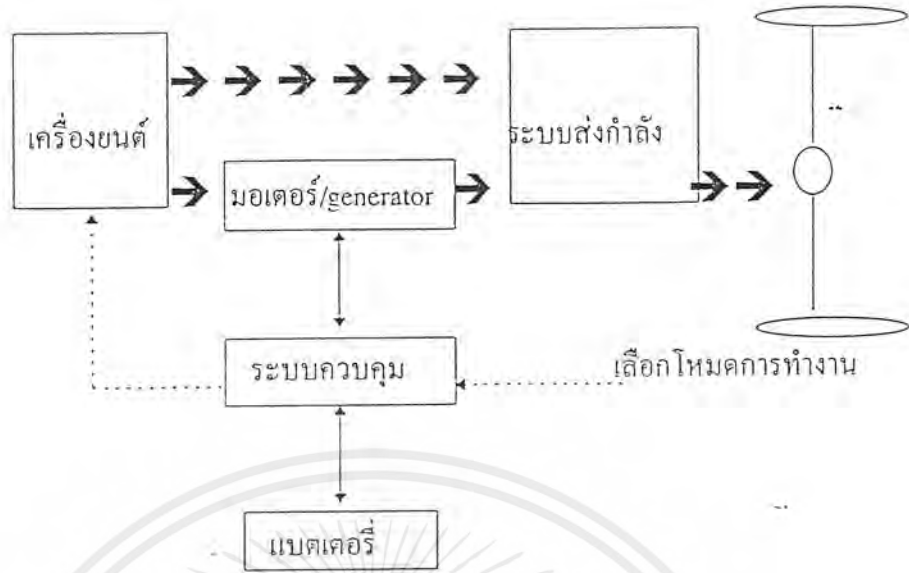 เครื่องยนต์
ระบบส่งกำลัง
มอเตอร์/generator
ระบบควบคุม
เลือกโหมดการทำงาน
แบตเตอรี่